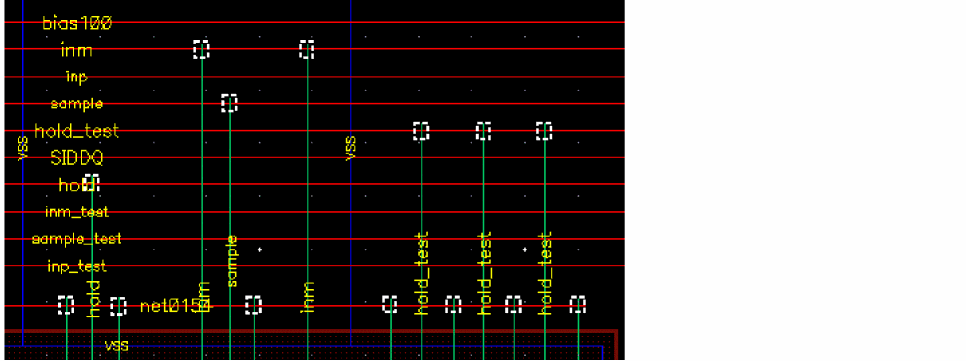 bias100
inm
inp
sample
hold_test
VSS
VSS
SIDDQ
hold
inm_test
sample_test
inp_test
hold
net0154
inm
sample
inm
hold_test
hold_test
hold_test
VSS